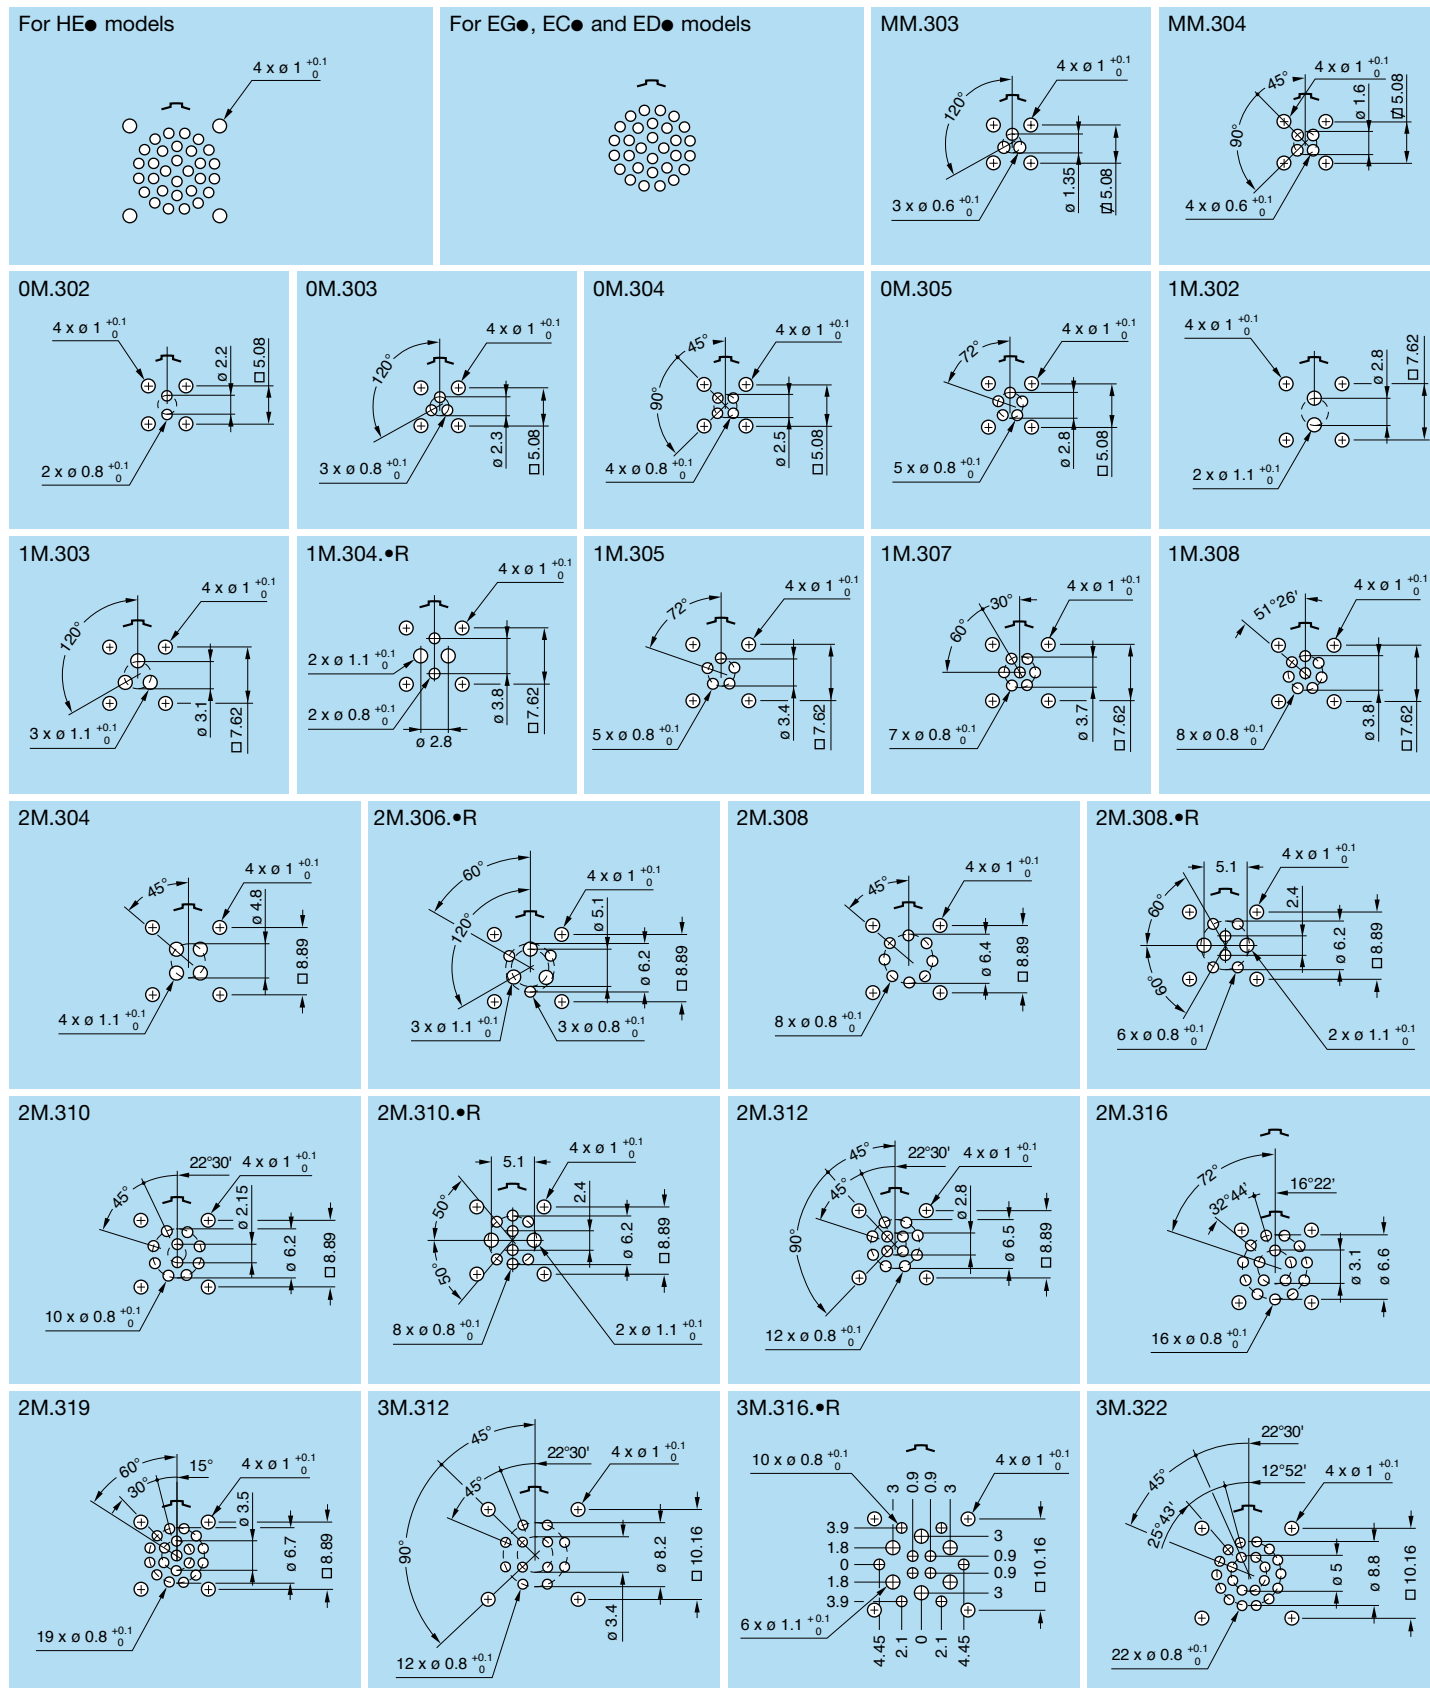 For HE● models
4 x ø 1 +0.1 0
For EG●, EC● and ED● models
MM.303
120°
4 x ø 1 +0.1 0
3 x ø 0.6 +0.1 0
ø 1.35
□ 5.08
MM.304
45°
90°
4 x ø 1 +0.1 0
ø 1.6
□ 5.08
4 x ø 0.6 +0.1 0
0M.302
4 x ø 1 +0.1 0
ø 2.2
□ 5.08
2 x ø 0.8 +0.1 0
0M.303
120°
4 x ø 1 +0.1 0
3 x ø 0.8 +0.1 0
ø 2.3
□ 5.08
0M.304
45°
90°
4 x ø 1 +0.1 0
4 x ø 0.8 +0.1 0
ø 2.5
□ 5.08
0M.305
72°
4 x ø 1 +0.1 0
5 x ø 0.8 +0.1 0
ø 2.8
□ 5.08
1M.302
4 x ø 1 +0.1 0
ø 2.8
□ 7.62
2 x ø 1.1 +0.1 0
1M.303
120°
4 x ø 1 +0.1 0
3 x ø 1.1 +0.1 0
ø 3.1
□ 7.62
1M.304.●R
4 x ø 1 +0.1 0
2 x ø 1.1 +0.1 0
2 x ø 0.8 +0.1 0
ø 2.8
ø 3.8
□ 7.62
1M.305
72°
4 x ø 1 +0.1 0
5 x ø 0.8 +0.1 0
ø 3.4
□ 7.62
1M.307
30°
60°
4 x ø 1 +0.1 0
7 x ø 0.8 +0.1 0
ø 3.7
□ 7.62
1M.308
51°26'
4 x ø 1 +0.1 0
8 x ø 0.8 +0.1 0
ø 3.8
□ 7.62
2M.304
45°
4 x ø 1 +0.1 0
ø 4.8
□ 8.89
4 x ø 1.1 +0.1 0
2M.306.●R
60°
120°
4 x ø 1 +0.1 0
ø 5.1
ø 6.2
□ 8.89
3 x ø 1.1 +0.1 0
3 x ø 0.8 +0.1 0
2M.308
45°
4 x ø 1 +0.1 0
ø 6.4
□ 8.89
8 x ø 0.8 +0.1 0
2M.308.●R
5.1
4 x ø 1 +0.1 0
60°
60°
2.4
ø 6.2
□ 8.89
6 x ø 0.8 +0.1 0
2 x ø 1.1 +0.1 0
2M.310
22°30'
4 x ø 1 +0.1 0
45°
ø 2.15
ø 6.2
□ 8.89
10 x ø 0.8 +0.1 0
2M.310.●R
5.1
4 x ø 1 +0.1 0
50°
50°
2.4
ø 6.2
□ 8.89
8 x ø 0.8 +0.1 0
2 x ø 1.1 +0.1 0
2M.312
45°
22°30'
4 x ø 1 +0.1 0
45°
90°
ø 2.8
ø 6.5
□ 8.89
12 x ø 0.8 +0.1 0
2M.316
72°
16°22'
32°44'
ø 3.1
ø 6.6
16 x ø 0.8 +0.1 0
2M.319
60°
15°
30°
4 x ø 1 +0.1 0
ø 3.5
ø 6.7
□ 8.89
19 x ø 0.8 +0.1 0
3M.312
45°
22°30'
4 x ø 1 +0.1 0
45°
90°
ø 3.4
ø 8.2
□ 10.16
12 x ø 0.8 +0.1 0
3M.316.●R
10 x ø 0.8 +0.1 0
4 x ø 1 +0.1 0
3 0.9 0.9 3
3.9
1.8
0
1.8
3.9
3
0.9
0.9
3
□ 10.16
6 x ø 1.1 +0.1 0
4.45 2.1 0 2.1 4.45
3M.322
22°30'
45°
12°52'
4 x ø 1 +0.1 0
25°43'
ø 5
ø 8.8
□ 10.16
22 x ø 0.8 +0.1 0